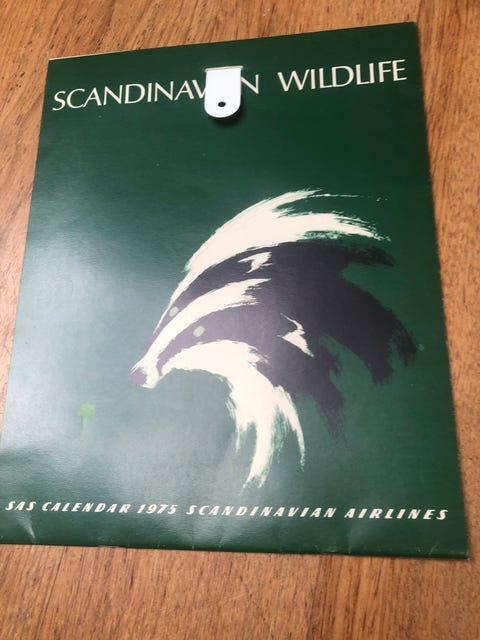 SCANDINAVIAN WILDLIFE
SAS CALENDAR 1975 SCANDINAVIAN AIRLINES